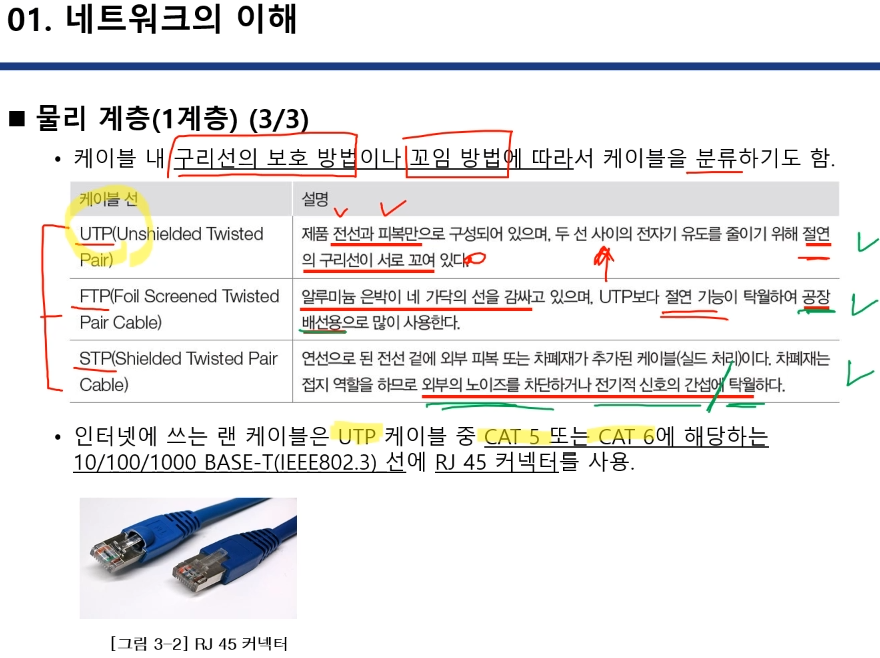 01. 네트워크의 이해
■ 물리 계층(1계층) (3/3)
• 케이블 내 구리선의 보호 방법이나 꼬임 방법에 따라서 케이블을 분류하기도 함.
케이블 선 설명
UTP(Unshielded Twisted
Pair)
제품 전선과 피복만으로 구성되어 있으며, 두 선 사이의 전자기 유도를 줄이기 위해 절연
의 구리선이 서로 꼬여 있다.
FTP(Foil Screened Twisted
Pair Cable)
알루미늄 은박이 네 가닥의 선을 감싸고 있으며, UTP보다 절연 기능이 탁월하여 공장
배선용으로 많이 사용한다.
STP(Shielded Twisted Pair
Cable)
연선으로 된 전선 겉에 외부 피복 또는 차폐재가 추가된 케이블(실드 처리)이다. 차폐재는
접지 역할을 하므로 외부의 노이즈를 차단하거나 전기적 신호의 간섭에 탁월하다.
• 인터넷에 쓰는 랜 케이블은 UTP 케이블 중 CAT 5 또는 CAT 6에 해당하는
10/100/1000 BASE-T(IEEE802.3) 선에 RJ 45 커넥터를 사용.
[그림 3-2] RJ 45 커넥터